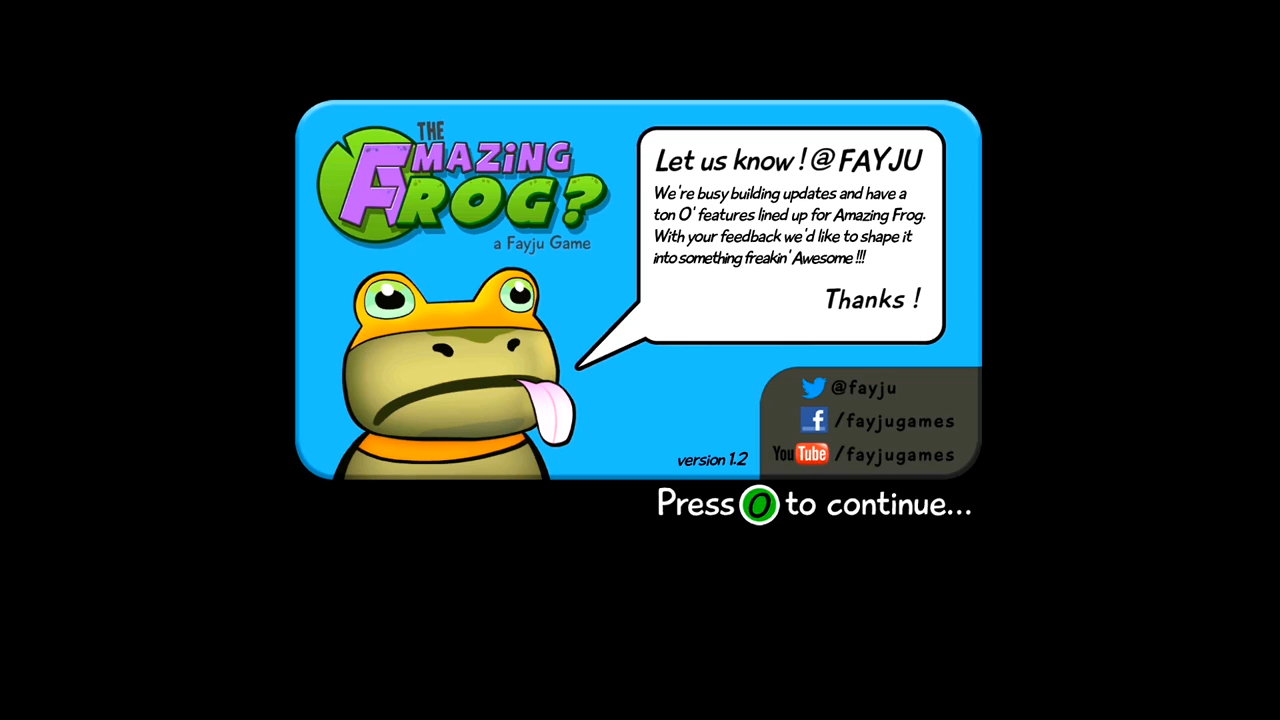 THE
AMAZiNG
FROG?
a Fayju Game
Let us know ! @ FAYJU
We're busy building updates and have a
ton O' features lined up for Amazing Frog.
With your feedback we'd like to shape it
into something freakin' Awesome !!!
Thanks !
@fayju
/fayjugames
YouTube /fayjugames
version 1.2
Press O to continue...